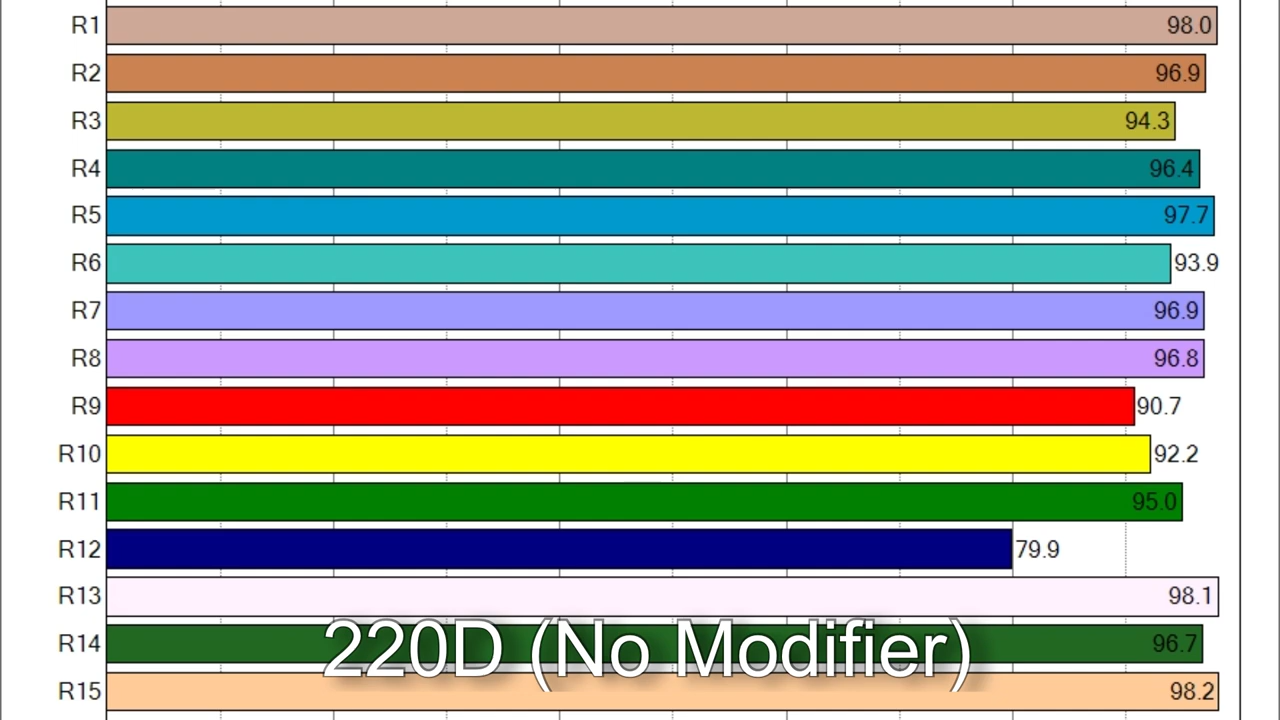 R1 98.0
R2 96.9
R3 94.3
R4 96.4
R5 97.7
R6 93.9
R7 96.9
R8 96.8
R9 90.7
R10 92.2
R11 95.0
R12 79.9
R13 98.1
R14 96.7
220D (No Modifier)
R15 98.2